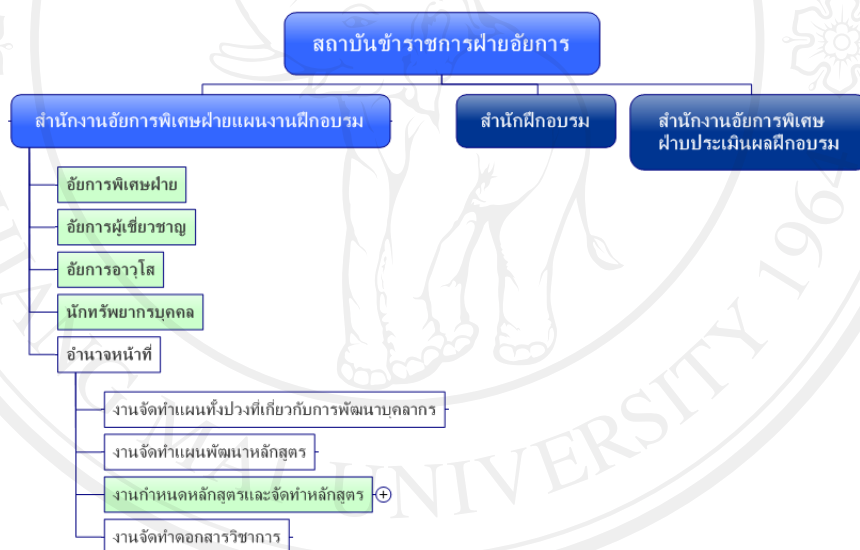 สถาบันข้าราชการฝ่ายอัยการ
สำนักงานอัยการพิเศษฝ่ายแผนงานฝึกอบรม
สำนักฝึกอบรม
สำนักงานอัยการพิเศษ
ฝ่าบประเมินผลฝึกอบรม
อัยการพิเศษฝ่าย
อัยการผู้เชี่ยวชาญ
อัยการอาวุโส
นักทรัพยากรบุคคล
อำนาจหน้าที่
งานจัดทำแผนทั้งปวงที่เกี่ยวกับการพัฒนาบุคลากร
งานจัดทำแผนพัฒนาหลักสูตร
งานกำหนดหลักสูตรและจัดทำหลักสูตร
งานจัดทำดอกสารวิชาการ
MAI UNIVERSITY 196